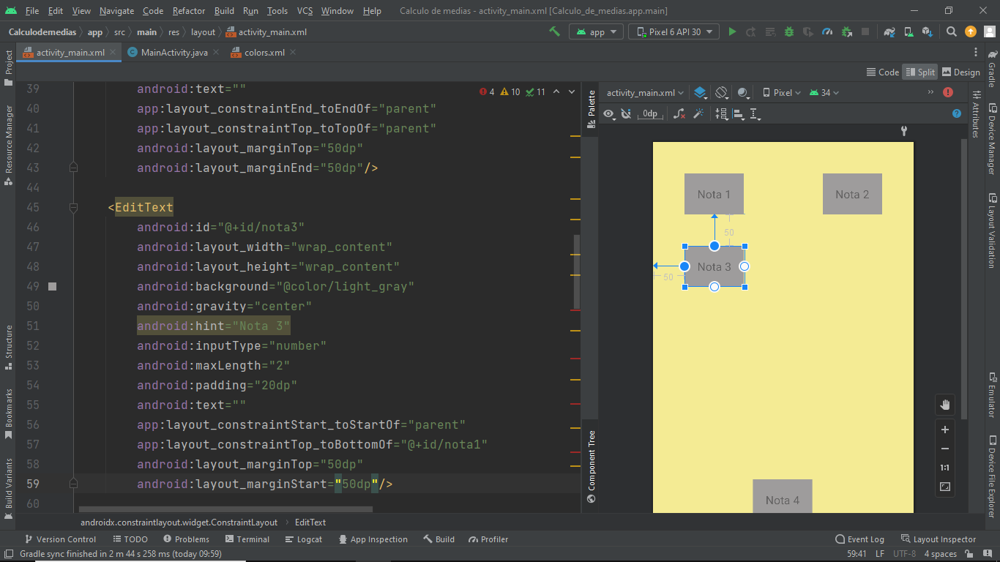 File Edit View Navigate Code Refactor Build Run Tools VCS Window Help Calculo de medias - activity_main.xml [Calculo_de_medias.app.main]
Calculodemedias app src main res layout activity_main.xml app Pixel 6 API 30
activity_main.xml MainActivity.java colors.xml
Code Split Design
39 android:text="" 4 10 11
40 app:layout_constraintEnd_toEndOf="parent"
41 app:layout_constraintTop_toTopOf="parent"
42 android:layout_marginTop="50dp"
43 android:layout_marginEnd="50dp"/>
44
45 <EditText
46 android:id="@+id/nota3"
47 android:layout_width="wrap_content"
48 android:layout_height="wrap_content"
49 android:background="@color/light_gray"
50 android:gravity="center"
51 android:hint="Nota 3"
52 android:inputType="number"
53 android:maxLength="2"
54 android:padding="20dp"
55 android:text=""
56 app:layout_constraintStart_toStartOf="parent"
57 app:layout_constraintTop_toBottomOf="@+id/nota1"
58 android:layout_marginTop="50dp"
59 android:layout_marginStart="50dp"/>
60
androidx.constraintlayout.widget.ConstraintLayout EditText
activity_main.xml Pixel 34
0dp
Nota 1 Nota 2
50
Nota 3
50
Nota 4
1:1
Project
Resource Manager
Structure
Bookmarks
Build Variants
Palette
Component Tree
Attributes
Gradle
Device Manager
Layout Validation
Emulator
Device File Explorer
Version Control TODO Problems Terminal Logcat App Inspection Build Profiler Event Log Layout Inspector
Gradle sync finished in 2 m 44 s 258 ms (today 09:59) 59:41 LF UTF-8 4 spaces